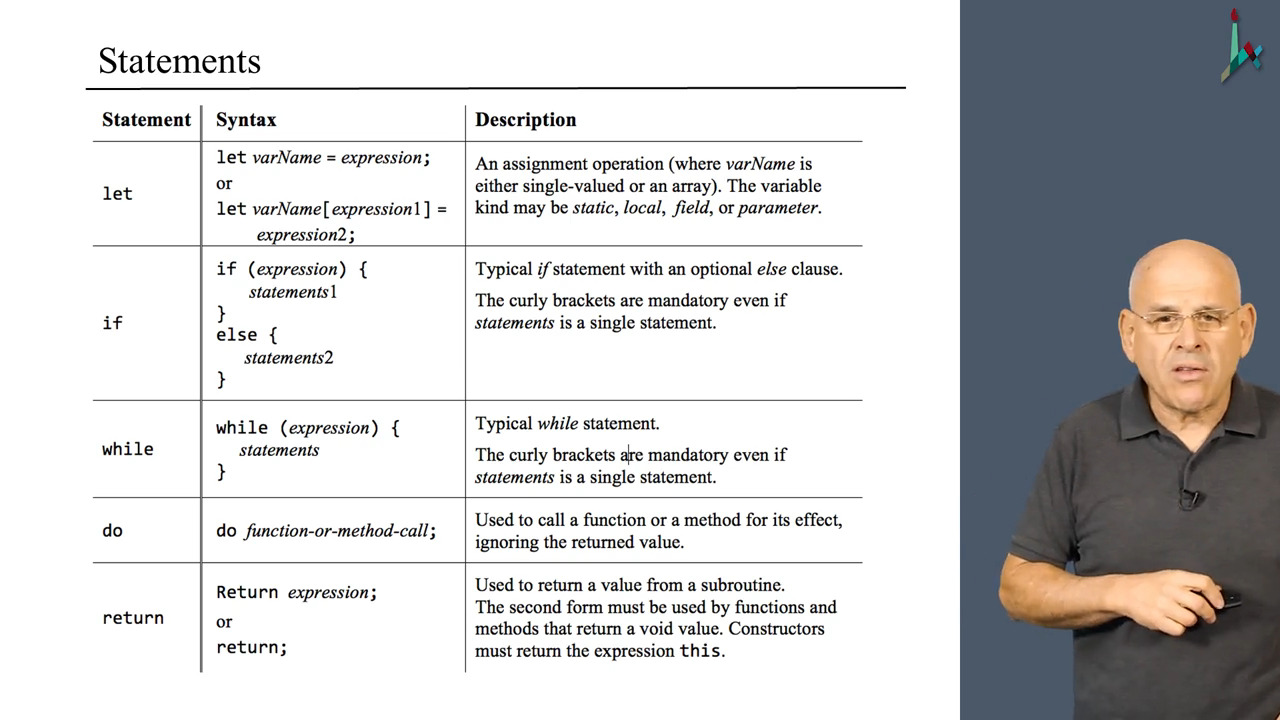 Statements
Statement Syntax Description
let
let varName = expression;
or
let varName[expression1] =
expression2;
An assignment operation (where varName is
either single-valued or an array). The variable
kind may be static, local, field, or parameter.
if
if (expression) {
statements1
}
else {
statements2
}
Typical if statement with an optional else clause.
The curly brackets are mandatory even if
statements is a single statement.
while
while (expression) {
statements
}
Typical while statement.
The curly brackets are mandatory even if
statements is a single statement.
do
do function-or-method-call;
Used to call a function or a method for its effect,
ignoring the returned value.
return
Return expression;
or
return;
Used to return a value from a subroutine.
The second form must be used by functions and
methods that return a void value. Constructors
must return the expression this.